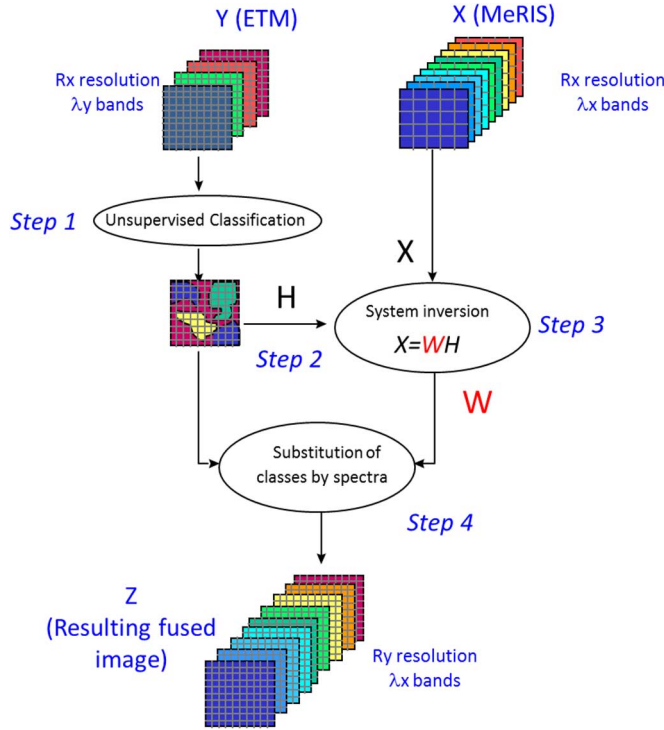 Y (ETM)
X (MeRIS)
Rx resolution
λy bands
Rx resolution
λx bands
Step 1
Unsupervised Classification
X
H
System inversion
X=WH
Step 3
Step 2
W
Substitution of
classes by spectra
Step 4
Z
(Resulting fused
image)
Ry resolution
λx bands